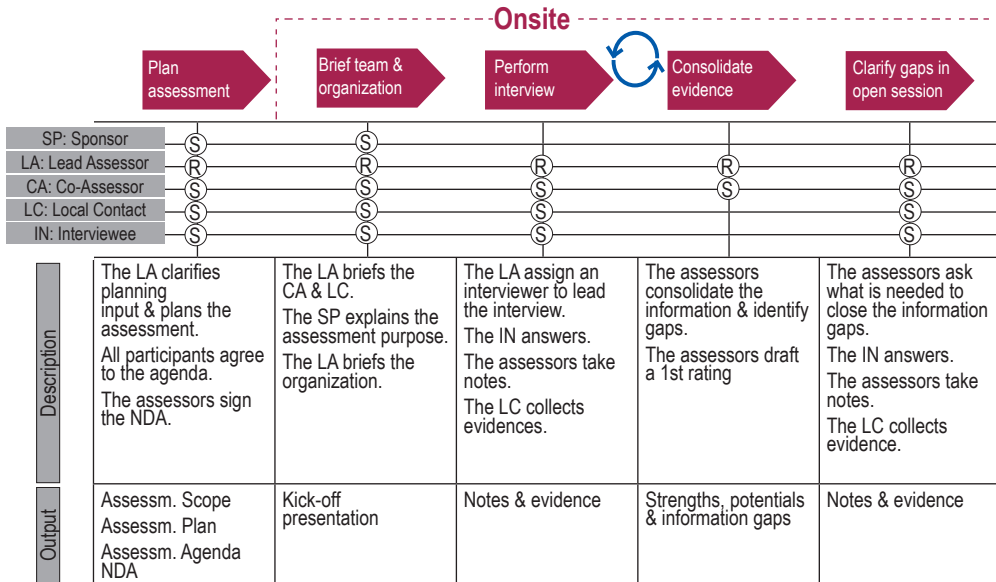 Onsite
Plan
assessment
Brief team &
organization
Perform
interview
Consolidate
evidence
Clarify gaps in
open session
SP: Sponsor
S
S
LA: Lead Assessor
R
R
R
R
R
CA: Co-Assessor
S
S
S
S
S
LC: Local Contact
S
S
S
S
IN: Interviewee
S
S
S
S
Description
The LA clarifies
planning
input & plans the
assessment.
All participants agree
to the agenda.
The assessors sign
the NDA.
The LA briefs the
CA & LC.
The SP explains the
assessment purpose.
The LA briefs the
organization.
The LA assign an
interviewer to lead
the interview.
The IN answers.
The assessors take
notes.
The LC collects
evidences.
The assessors
consolidate the
information & identify
gaps.
The assessors draft
a 1st rating
The assessors ask
what is needed to
close the information
gaps.
The IN answers.
The assessors take
notes.
The LC collects
evidence.
Output
Assessm. Scope
Assessm. Plan
Assessm. Agenda
NDA
Kick-off
presentation
Notes & evidence
Strengths, potentials
& information gaps
Notes & evidence